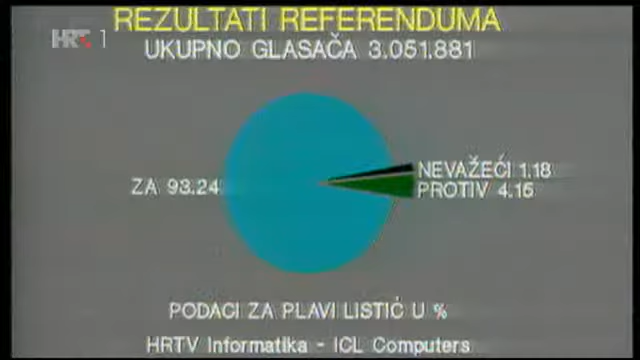 HRT 1
REZULTATI REFERENDUMA
UKUPNO GLASAČA 3.051.881
ZA 93.24
NEVAŽEĆI 1.18
PROTIV 4.15
PODACI ZA PLAVI LISTIĆ U %
HRTV Informatika - ICL Computers